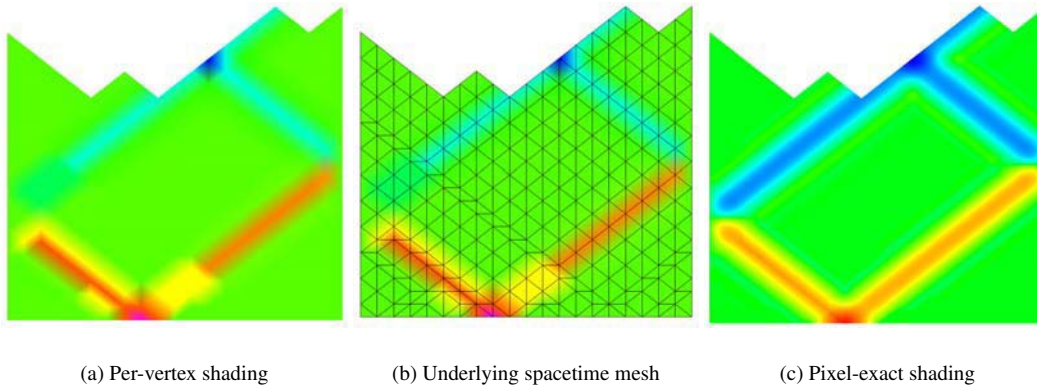 (a) Per-vertex shading
(b) Underlying spacetime mesh
(c) Pixel-exact shading